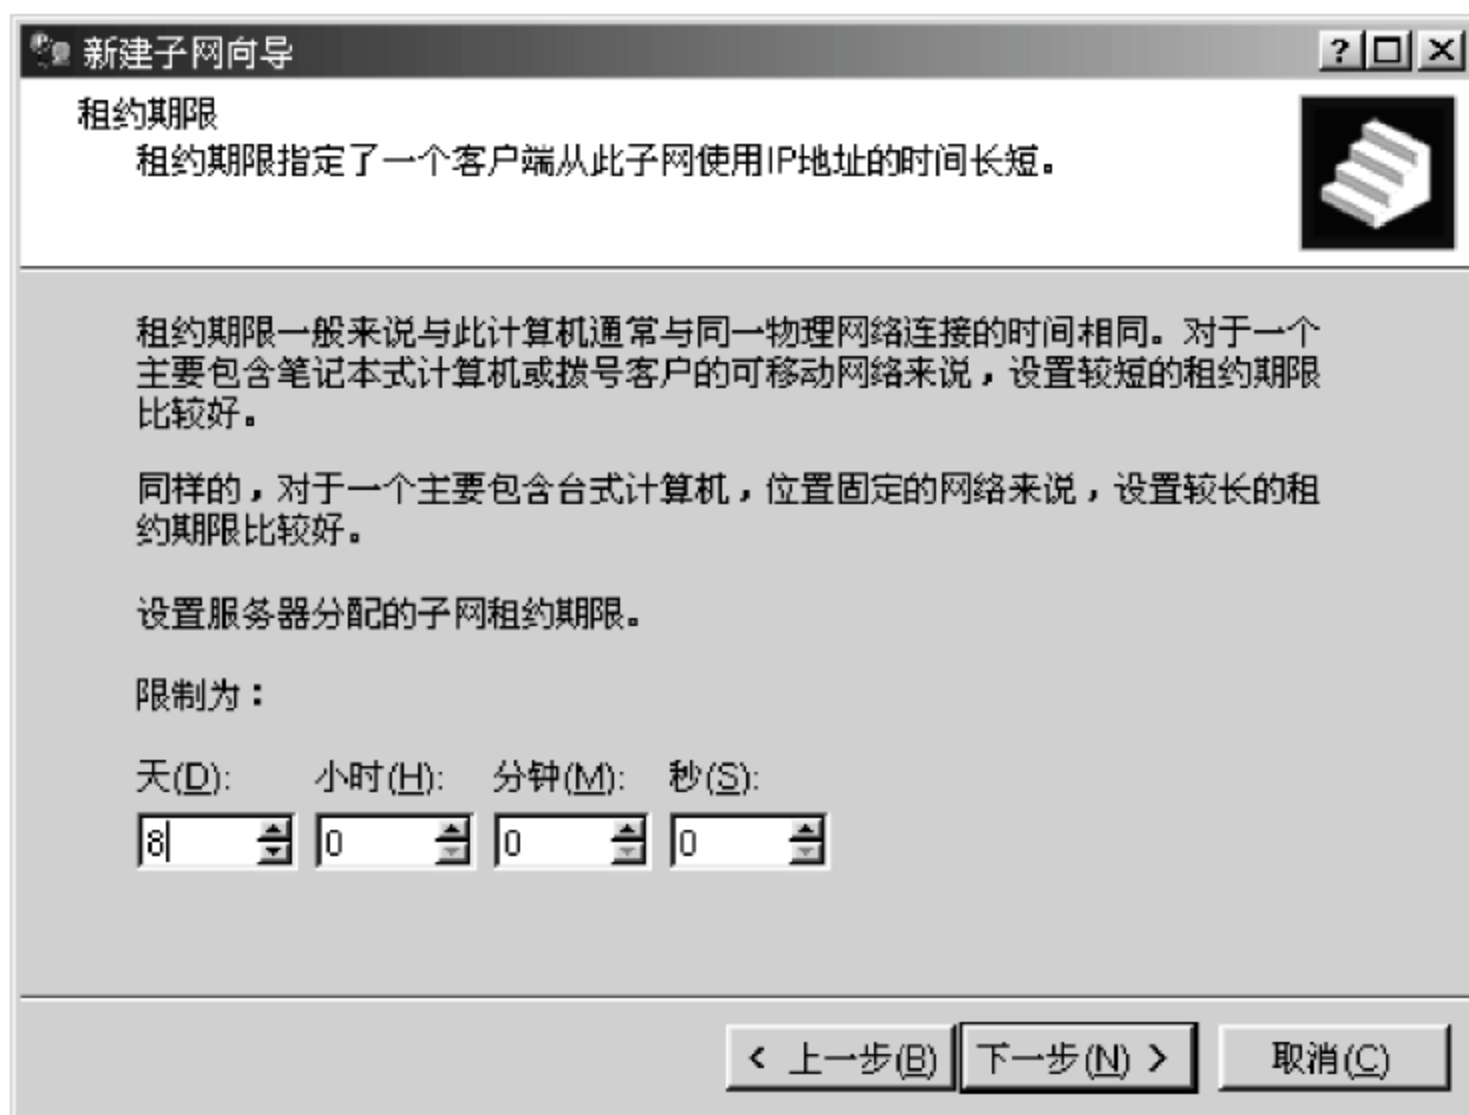 新建子网向导
租约期限
租约期限指定了一个客户端从此子网使用IP地址的时间长短。
租约期限一般来说与此计算机通常与同一物理网络连接的时间相同。对于一个
主要包含笔记本式计算机或拨号客户的可移动网络来说，设置较短的租约期限
比较好。
同样的，对于一个主要包含台式计算机，位置固定的网络来说，设置较长的租
约期限比较好。
设置服务器分配的子网租约期限。
限制为：
天(D): 小时(H): 分钟(M): 秒(S):
8 0 0 0
< 上一步(B) 下一步(N) > 取消(C)